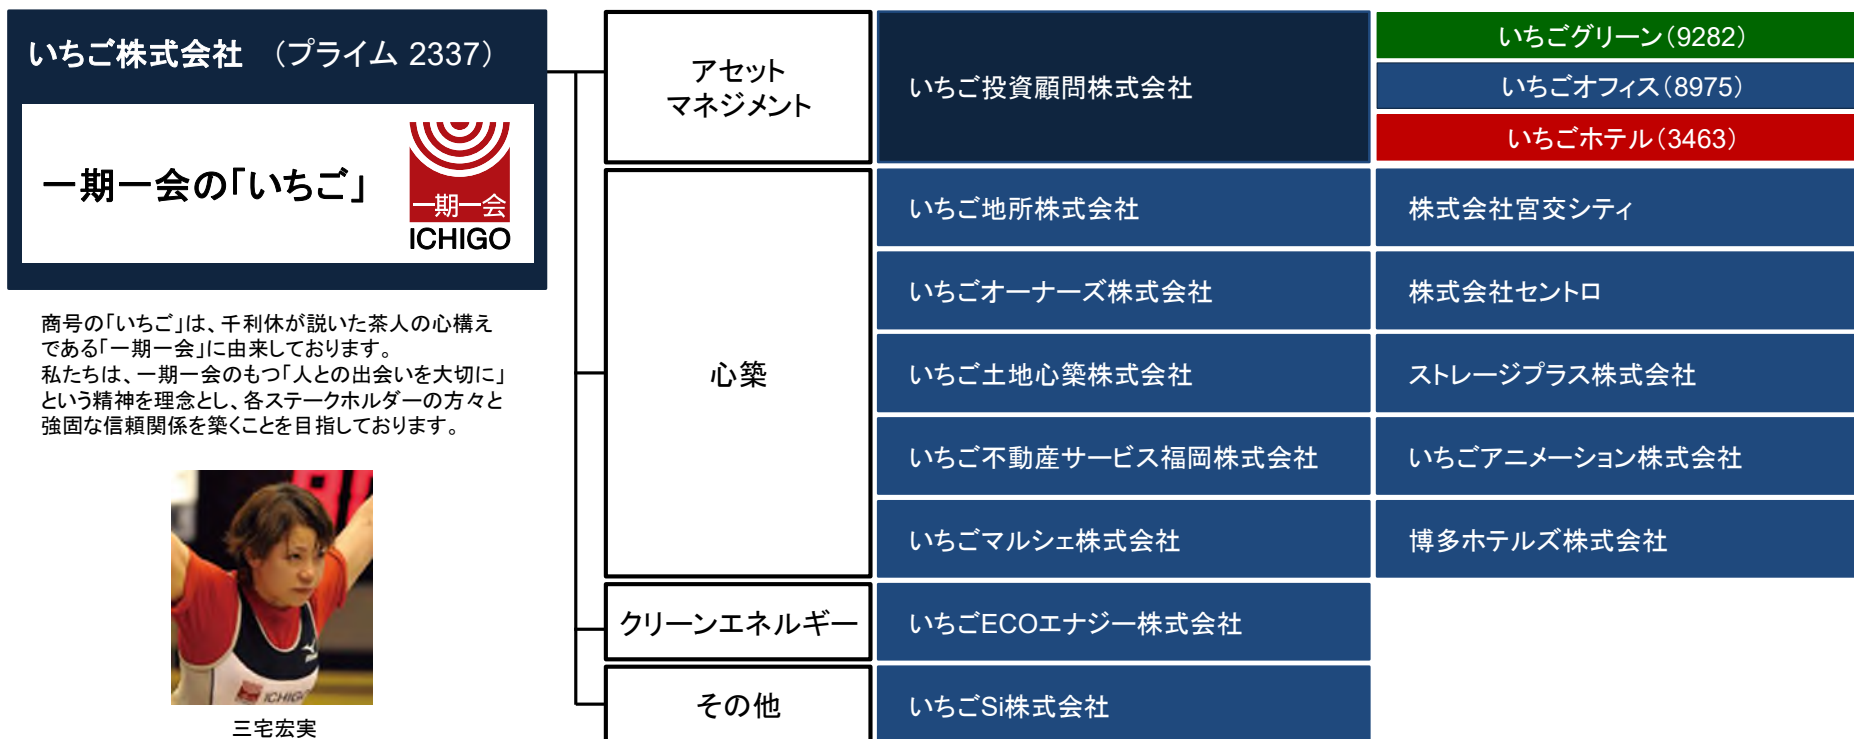 いちご株式会社 (プライム 2337)
一期一会の「いちご」
一期一会
ICHIGO
商号の「いちご」は、千利休が説いた茶人の心構え
である「一期一会」に由来しております。
私たちは、一期一会のもつ「人との出会いを大切に」
という精神を理念とし、各ステークホルダーの方々と
強固な信頼関係を築くことを目指しております。
ICHIGO
三宅宏実
アセット
マネジメント
いちご投資顧問株式会社
いちごグリーン(9282)
いちごオフィス(8975)
いちごホテル(3463)
心築
いちご地所株式会社
株式会社宮交シティ
いちごオーナーズ株式会社
株式会社セントロ
いちご土地心築株式会社
ストレージプラス株式会社
いちご不動産サービス福岡株式会社
いちごアニメーション株式会社
いちごマルシェ株式会社
博多ホテルズ株式会社
クリーンエネルギー
いちごECOエナジー株式会社
その他
いちごSi株式会社